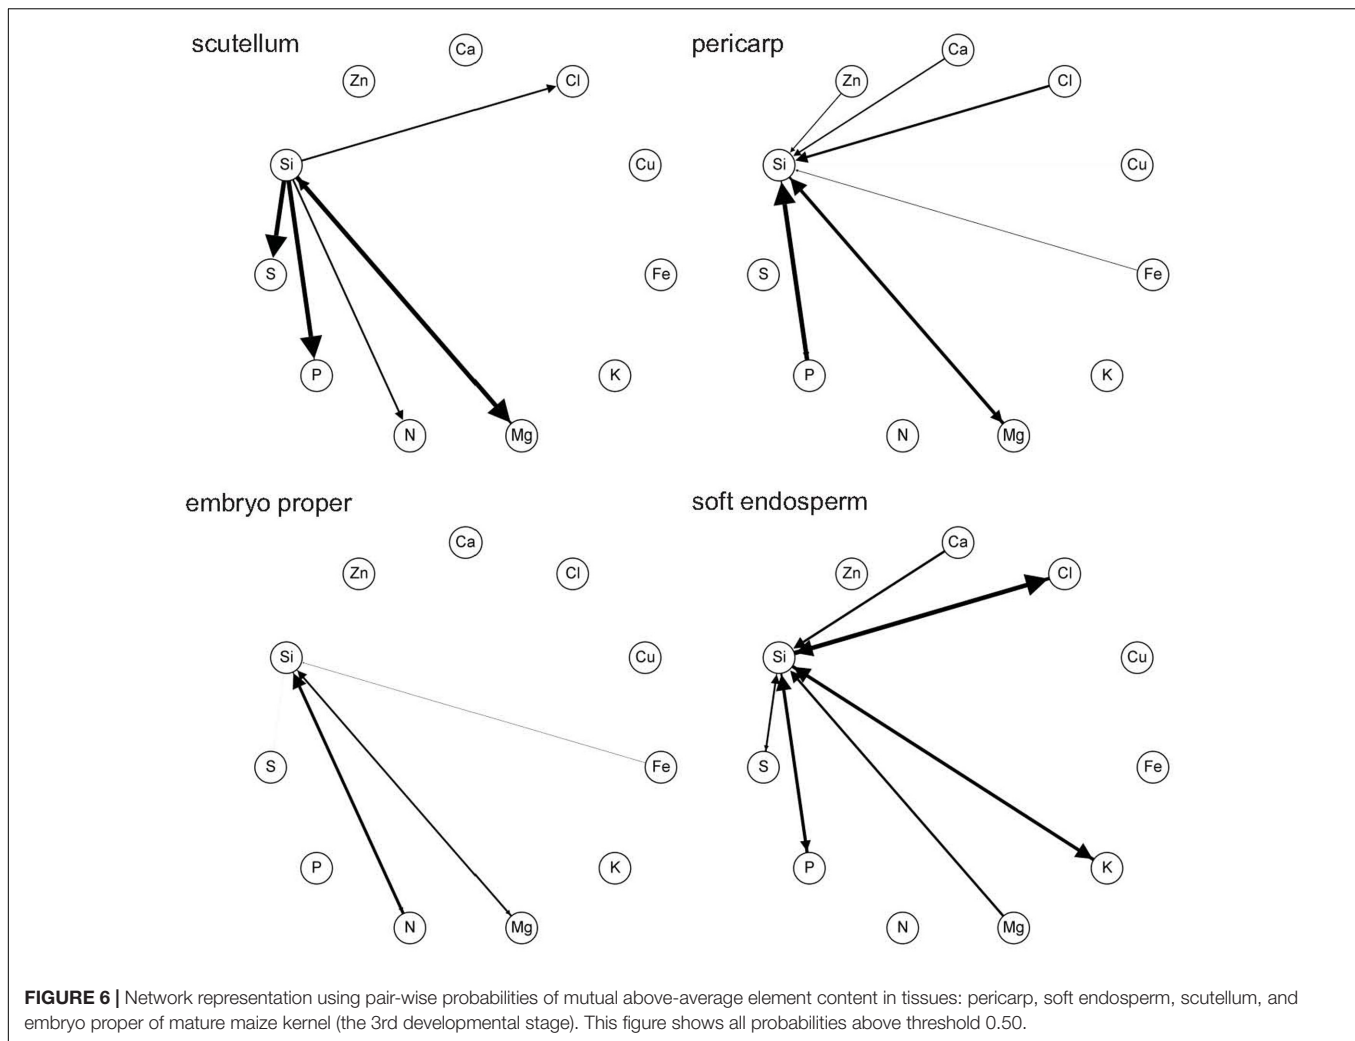 scutellum
Ca
Zn
Cl
Si
Cu
S
Fe
P
K
N
Mg
pericarp
Ca
Zn
Cl
Si
Cu
S
Fe
P
K
N
Mg
embryo proper
Ca
Zn
Cl
Si
Cu
S
Fe
P
K
N
Mg
soft endosperm
Ca
Zn
Cl
Si
Cu
S
Fe
P
K
N
Mg
FIGURE 6 | Network representation using pair-wise probabilities of mutual above-average element content in tissues: pericarp, soft endosperm, scutellum, and
embryo proper of mature maize kernel (the 3rd developmental stage). This figure shows all probabilities above threshold 0.50.